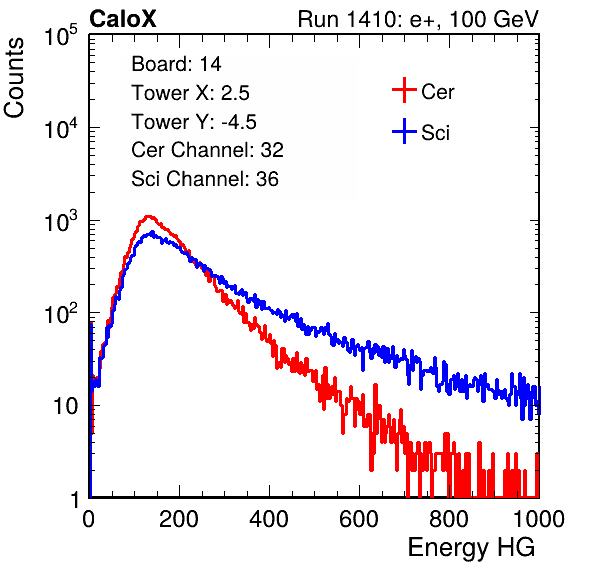 CaloX Run 1410: e+, 100 GeV
Board: 14
Tower X: 2.5
Tower Y: -4.5
Cer Channel: 32
Sci Channel: 36
Cer
Sci
Counts
10^5
10^4
10^3
10^2
10
1
0 200 400 600 800 1000
Energy HG